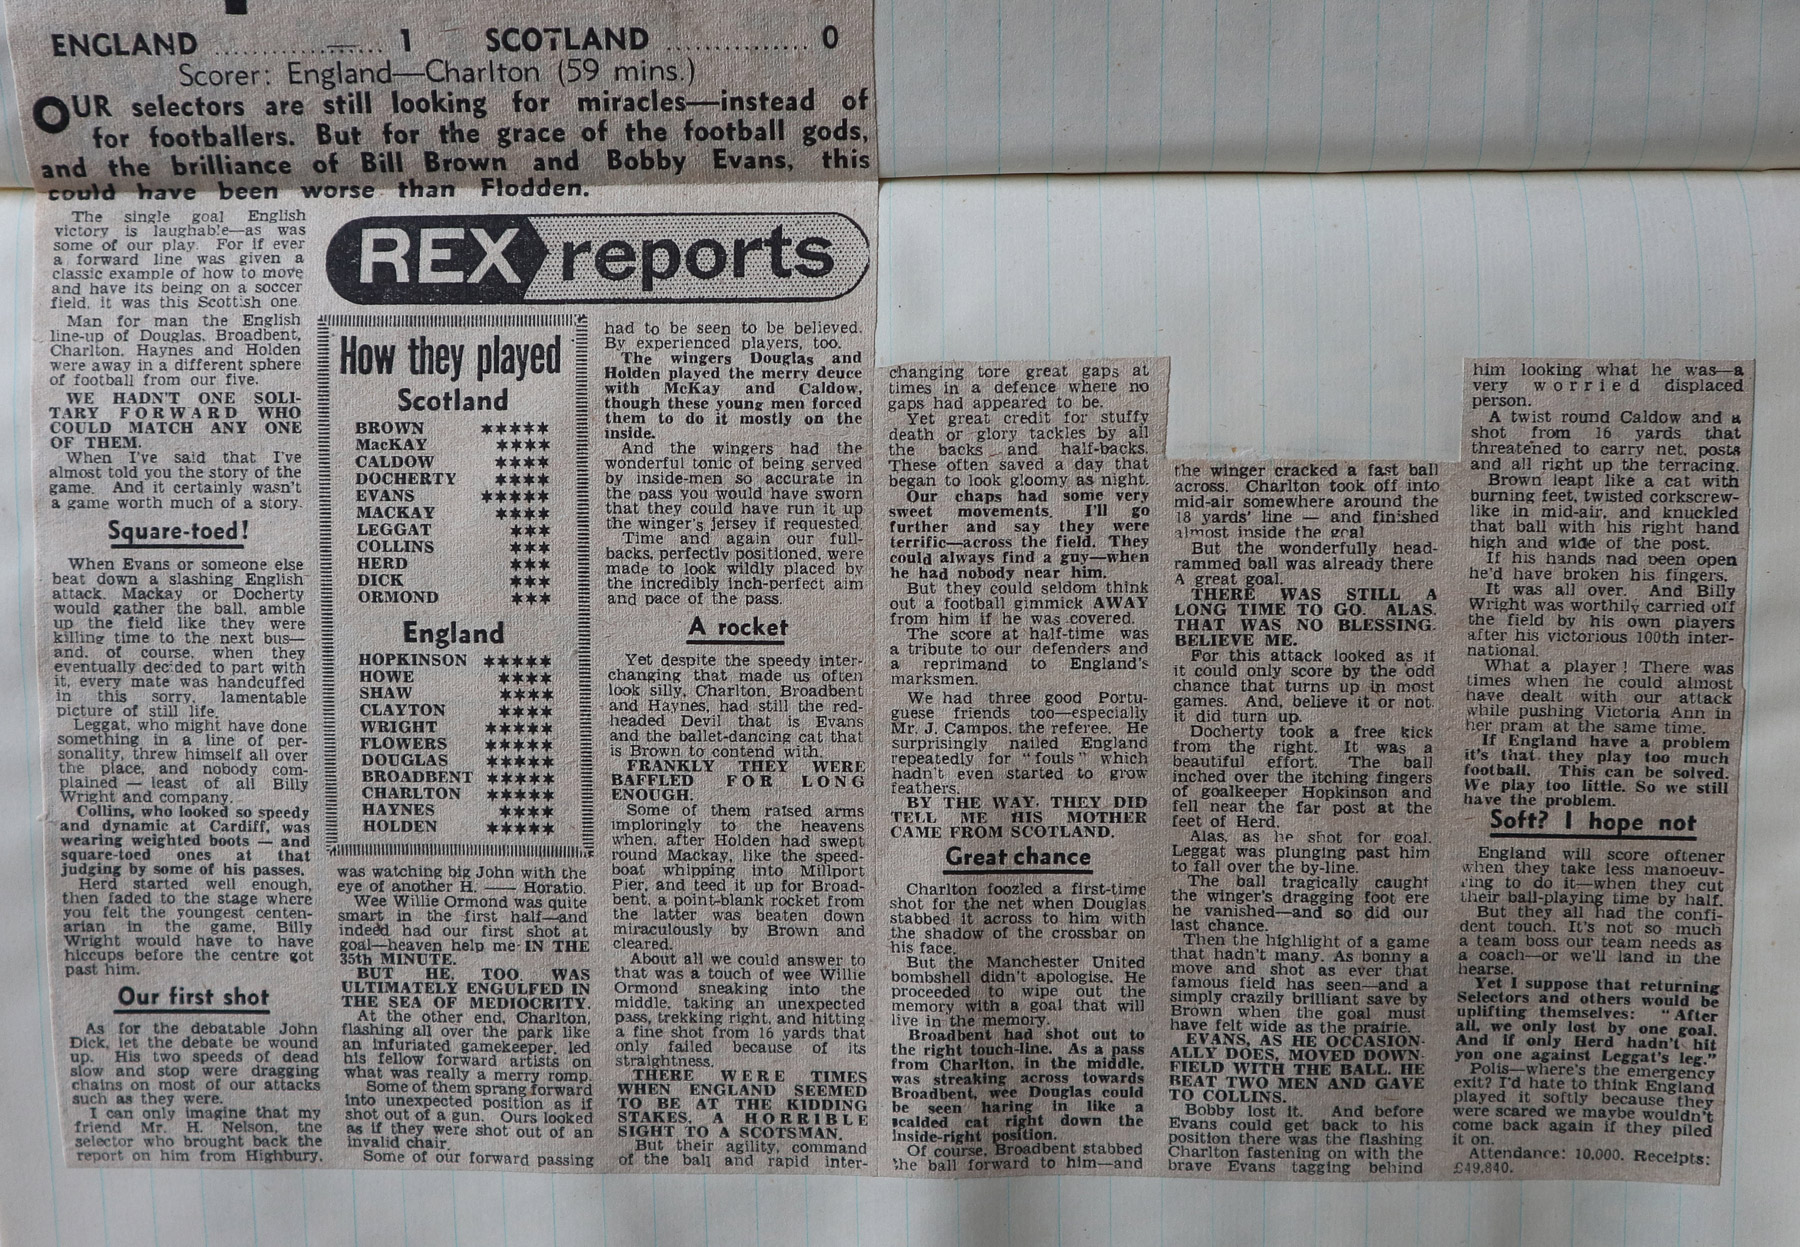 ENGLAND .................. 1 SCOTLAND ............... 0
Scorer: England—Charlton (59 mins.)
OUR selectors are still looking for miracles—instead of
for footballers. But for the grace of the football gods,
and the brilliance of Bill Brown and Bobby Evans, this
could have been worse than Flodden.
The single goal English
victory is laughable—as was
some of our play. For if ever
a forward line was given a
classic example of how to move
and have its being on a soccer
field, it was this Scottish one
Man for man the English
line-up of Douglas, Broadbent,
Charlton, Haynes and Holden
were away in a different sphere
of football from our five.
WE HADN'T ONE SOLI-
TARY FORWARD WHO
COULD MATCH ANY ONE
OF THEM.
When I've said that I've
almost told you the story of the
game. And it certainly wasn't
a game worth much of a story.
Square-toed!
When Evans or someone else
beat down a slashing English
attack, Mackay or Docherty
would gather the ball, amble
up the field like they were
killing time to the next bus—
and, of course, when they
eventually decided to part with
it, every mate was handcuffed
in this sorry, lamentable
picture of still life.
Leggat, who might have done
something in a line of per-
sonality, threw himself all over
the place, and nobody com-
plained — least of all Billy
Wright and company.
Collins, who looked so speedy
and dynamic at Cardiff, was
wearing weighted boots — and
square-toed ones at that
judging by some of his passes.
Herd started well enough,
then faded to the stage where
you felt the youngest centen-
arian in the game, Billy
Wright would have to have
hiccups before the centre got
past him.
Our first shot
As for the debatable John
Dick, let the debate be wound
up. His two speeds of dead
slow and stop were dragging
chains on most of our attacks
such as they were.
I can only imagine that my
friend Mr. H. Nelson, the
selector who brought back the
report on him from Highbury,
REX reports
How they played
Scotland
BROWN *****
MacKAY ****
CALDOW ****
DOCHERTY ****
EVANS *****
MACKAY ****
LEGGAT ***
COLLINS ***
HERD ***
DICK ***
ORMOND ***
England
HOPKINSON *****
HOWE ****
SHAW ****
CLAYTON ****
WRIGHT *****
FLOWERS ****
DOUGLAS *****
BROADBENT *****
CHARLTON *****
HAYNES ****
HOLDEN *****
was watching big John with the
eye of another H. —— Horatio.
Wee Willie Ormond was quite
smart in the first half—and
indeed had our first shot at
goal—heaven help me IN THE
35th MINUTE.
BUT HE, TOO, WAS
ULTIMATELY ENGULFED IN
THE SEA OF MEDIOCRITY.
At the other end, Charlton,
flashing all over the park like
an infuriated gamekeeper, led
his fellow forward artists on
what was really a merry romp.
Some of them sprang forward
into unexpected position as if
shot out of a gun. Ours looked
as if they were shot out of an
invalid chair.
Some of our forward passing
had to be seen to be believed.
By experienced players, too.
The wingers Douglas and
Holden played the merry deuce
with McKay and Caldow,
though these young men forced
them to do it mostly on the
inside.
And the wingers had the
wonderful tonic of being served
by inside-men so accurate in
the pass you would have sworn
that they could have run it up
the winger's jersey if requested.
Time and again our full-
backs, perfectly positioned, were
made to look wildly placed by
the incredibly inch-perfect aim
and pace of the pass.
A rocket
Yet despite the speedy inter-
changing that made us often
look silly, Charlton, Broadbent
and Haynes, had still the red-
headed Devil that is Evans
and the ballet-dancing cat that
is Brown to contend with.
FRANKLY THEY WERE
BAFFLED FOR LONG
ENOUGH.
Some of them raised arms
imploringly to the heavens
when, after Holden had swept
round Mackay, like the speed-
boat whipping into Millport
Pier, and teed it up for Broad-
bent, a point-blank rocket from
the latter was beaten down
miraculously by Brown and
cleared.
About all we could answer to
that was a touch of wee Willie
Ormond sneaking into the
middle, taking an unexpected
pass, trekking right, and hitting
a fine shot from 16 yards that
only failed because of its
straightness.
THERE WERE TIMES
WHEN ENGLAND SEEMED
TO BE AT THE KIDDING
STAKES, A HORRIBLE
SIGHT TO A SCOTSMAN.
But their agility, command
of the ball and rapid inter-
changing tore great gaps at
times in a defence where no
gaps had appeared to be.
Yet great credit for stuffy
death or glory tackles by all
the backs and half-backs.
These often saved a day that
began to look gloomy as night.
Our chaps had some very
sweet movements. I'll go
further and say they were
terrific—across the field. They
could always find a guy—when
he had nobody near him.
But they could seldom think
out a football gimmick AWAY
from him if he was covered.
The score at half-time was
a tribute to our defenders and
a reprimand to England's
marksmen.
We had three good Portu-
guese friends too—especially
Mr. J. Campos, the referee. He
surprisingly nailed England
repeatedly for "fouls" which
hadn't even started to grow
feathers.
BY THE WAY, THEY DID
TELL ME HIS MOTHER
CAME FROM SCOTLAND.
Great chance
Charlton foozled a first-time
shot for the net when Douglas
stabbed it across to him with
the shadow of the crossbar on
his face.
But the Manchester United
bombshell didn't apologise. He
proceeded to wipe out the
memory with a goal that will
live in the memory.
Broadbent had shot out to
the right touch-line. As a pass
from Charlton, in the middle,
was streaking across towards
Broadbent, wee Douglas could
be seen haring in like a
scalded cat right down the
inside-right position.
Of course, Broadbent stabbed
the ball forward to him—and
the winger cracked a fast ball
across. Charlton took off into
mid-air somewhere around the
18 yards' line — and finished
almost inside the goal
But the wonderfully head-
rammed ball was already there
A great goal.
THERE WAS STILL A
LONG TIME TO GO. ALAS,
THAT WAS NO BLESSING.
BELIEVE ME.
For this attack looked as if
it could only score by the odd
chance that turns up in most
games. And, believe it or not,
it did turn up.
Docherty took a free kick
from the right. It was a
beautiful effort. The ball
inched over the itching fingers
of goalkeeper Hopkinson and
fell near the far post at the
feet of Herd.
Alas, as he shot for goal,
Leggat was plunging past him
to fall over the by-line.
The ball tragically caught
the winger's dragging foot ere
he vanished—and so did our
last chance.
Then the highlight of a game
that hadn't many. As bonny a
move and shot as ever that
famous field has seen—and a
simply crazily brilliant save by
Brown when the goal must
have felt wide as the prairie.
EVANS, AS HE OCCASION-
ALLY DOES, MOVED DOWN-
FIELD WITH THE BALL. HE
BEAT TWO MEN AND GAVE
TO COLLINS.
Bobby lost it. And before
Evans could get back to his
position there was the flashing
Charlton fastening on with the
brave Evans tagging behind
him looking what he was—a
very worried displaced
person.
A twist round Caldow and a
shot from 16 yards that
threatened to carry net, posts
and all right up the terracing.
Brown leapt like a cat with
burning feet, twisted corkscrew-
like in mid-air, and knuckled
that ball with his right hand
high and wide of the post.
If his hands had been open
he'd have broken his fingers.
It was all over. And Billy
Wright was worthily carried off
the field by his own players
after his victorious 100th inter-
national.
What a player! There was
times when he could almost
have dealt with our attack
while pushing Victoria Ann in
her pram at the same time.
If England have a problem
it's that they play too much
football. This can be solved.
We play too little. So we still
have the problem.
Soft? I hope not
England will score oftener
when they take less manoeuv-
ring to do it—when they cut
their ball-playing time by half.
But they all had the confi-
dent touch. It's not so much
a team boss our team needs as
a coach—or we'll land in the
hearse.
Yet I suppose that returning
Selectors and others would be
uplifting themselves: "After
all, we only lost by one goal.
And if only Herd hadn't hit
yon one against Leggat's leg."
Polis—where's the emergency
exit? I'd hate to think England
played it softly because they
were scared we maybe wouldn't
come back again if they piled
it on.
Attendance: 10,000. Receipts:
£49,840.